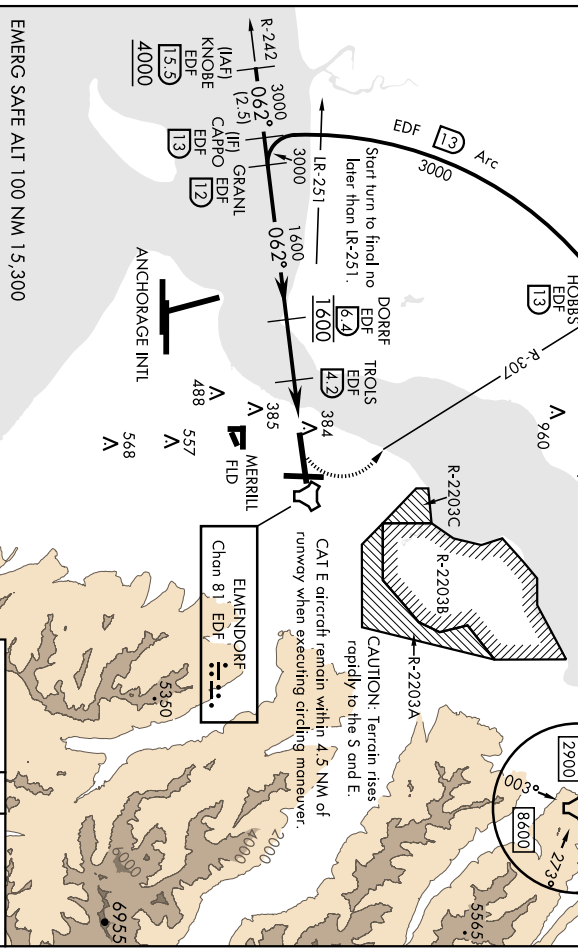 EMERG SAFE ALT 100 NM 15,300
R-242
(IAF)
KNOBE
EDF
15.5
4000
3000
062°
(2.5)
(IF)
CAPPO
EDF
13
3000
GRANL
EDF
12
LR-251
Start turn to final no
later than LR-251.
EDF 13 Arc
3000
HOBBS
EDF
13
1600
062°
DORRF
EDF
6.4
1600
TROLS
EDF
4.2
R-307
960
ANCHORAGE INTL
488
385
384
557
568
MERRILL
FLD
R-2203C
R-2203B
R-2203A
ELMENDORF
Chan 81 EDF
CAT E aircraft remain within 4.5 NM of
runway when executing circling maneuver.
CAUTION: Terrain rises
rapidly to the S and E.
5350
2000
4000
6000
6955
5565
2900
003°
8600
273°